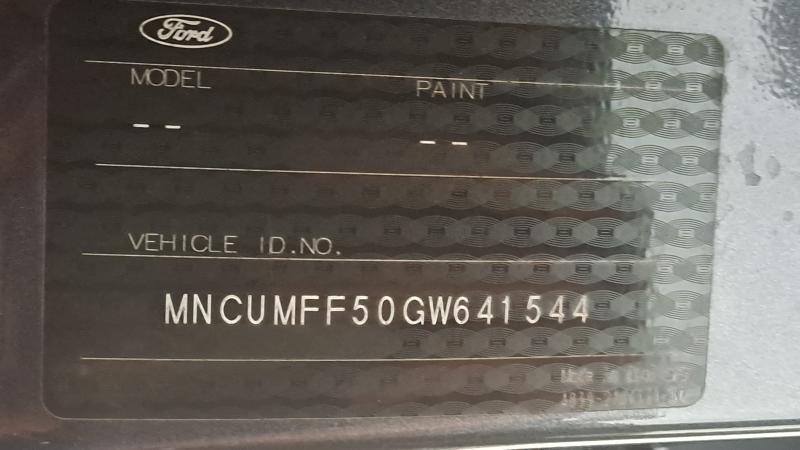 Ford
MODEL PAINT
-- --
VEHICLE ID.NO.
MNCUMFF50GW641544